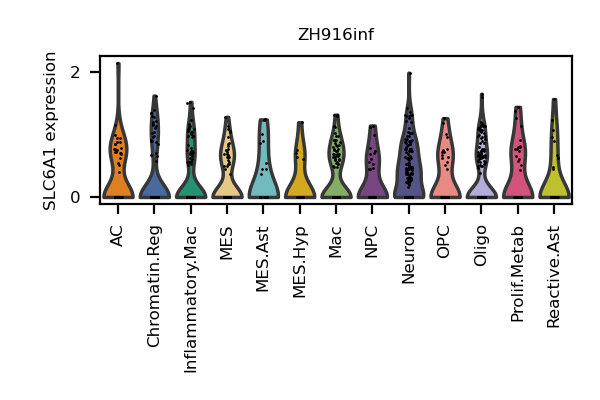 ZH916inf
SLC6A1 expression
2
0
AC
Chromatin.Reg
Inflammatory.Mac
MES
MES.Ast
MES.Hyp
Mac
NPC
Neuron
OPC
Oligo
Prolif.Metab
Reactive.Ast